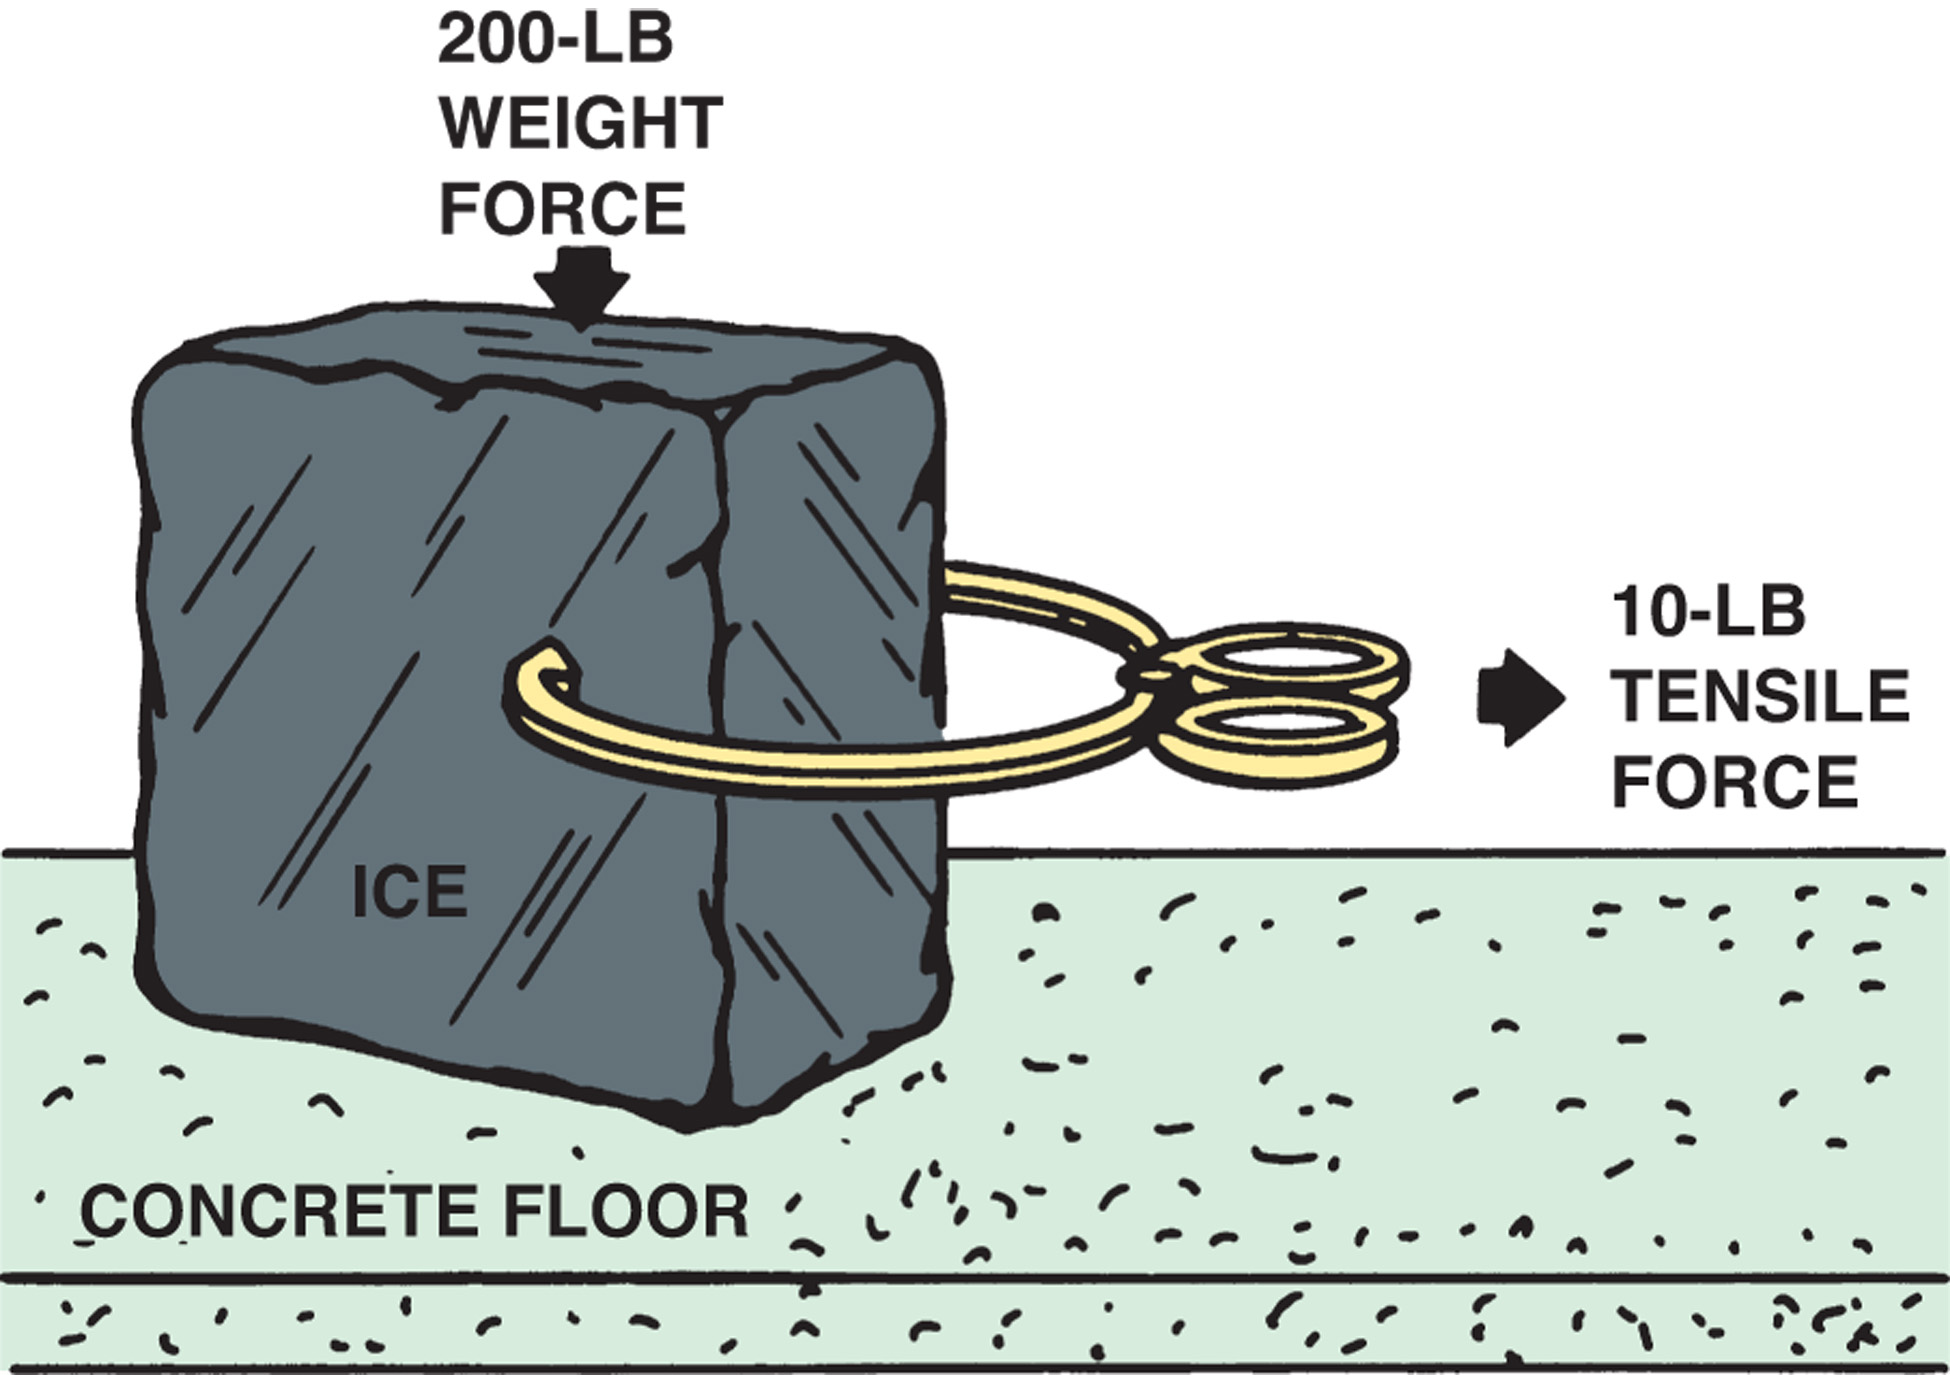 200-LB
WEIGHT
FORCE
10-LB
TENSILE
FORCE
ICE
CONCRETE FLOOR